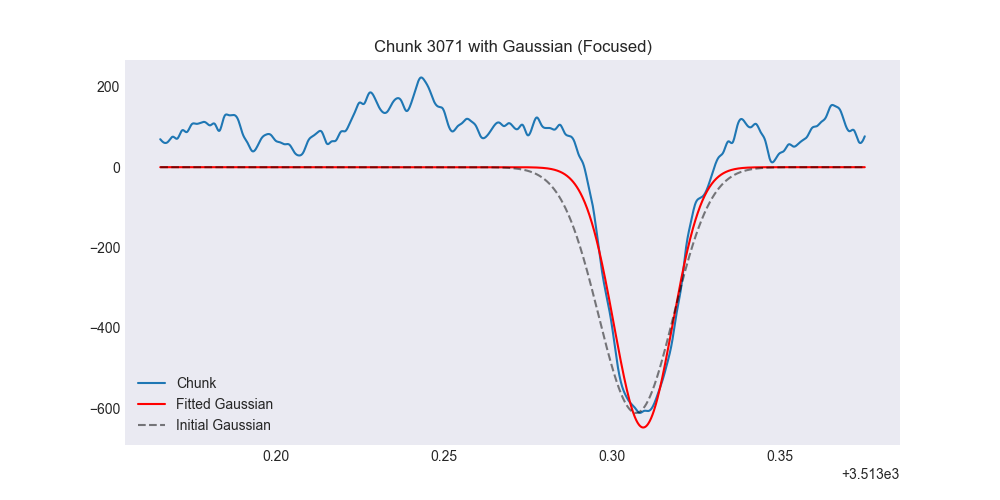 Chunk 3071 with Gaussian (Focused)
200
0
−200
−400
−600
Chunk
Fitted Gaussian
Initial Gaussian
0.20
0.25
0.30
0.35
+3.513e3